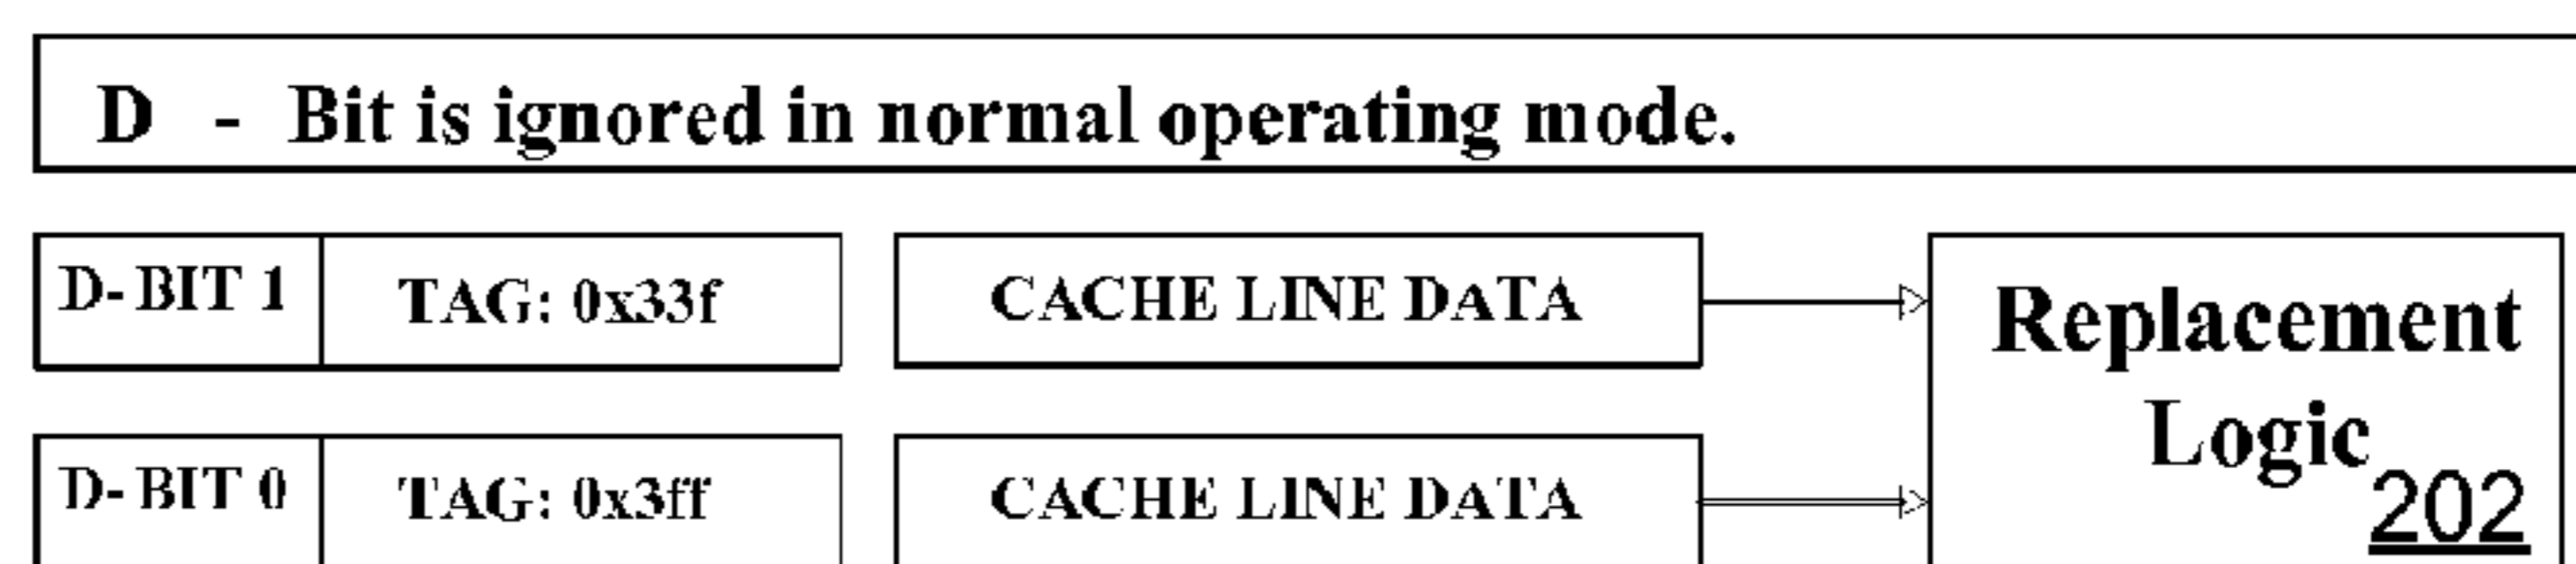 D - Bit is ignored in normal operating mode.
D- BIT 1
TAG: 0x33f
CACHE LINE DATA
Replacement
Logic
202
D- BIT 0
TAG: 0x3ff
CACHE LINE DATA